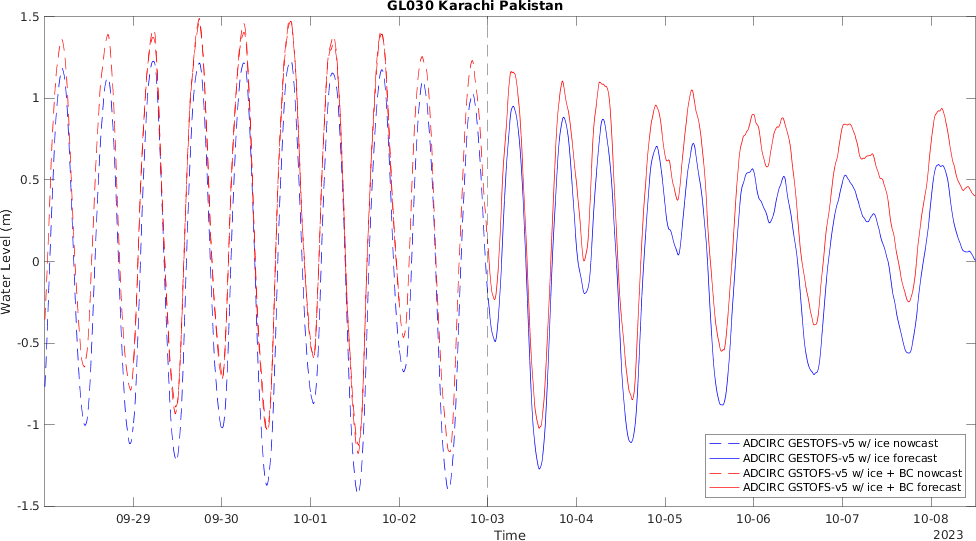 GL030 Karachi Pakistan
1.5
1
0.5
0
-0.5
-1
-1.5
Water Level (m)
ADCIRC GESTOFS-v5 w/ ice nowcast
ADCIRC GESTOFS-v5 w/ ice forecast
ADCIRC GSTOFS-v5 w/ ice + BC nowcast
ADCIRC GSTOFS-v5 w/ ice + BC forecast
09-29 09-30 10-01 10-02 10-03 10-04 10-05 10-06 10-07 10-08
Time
2023